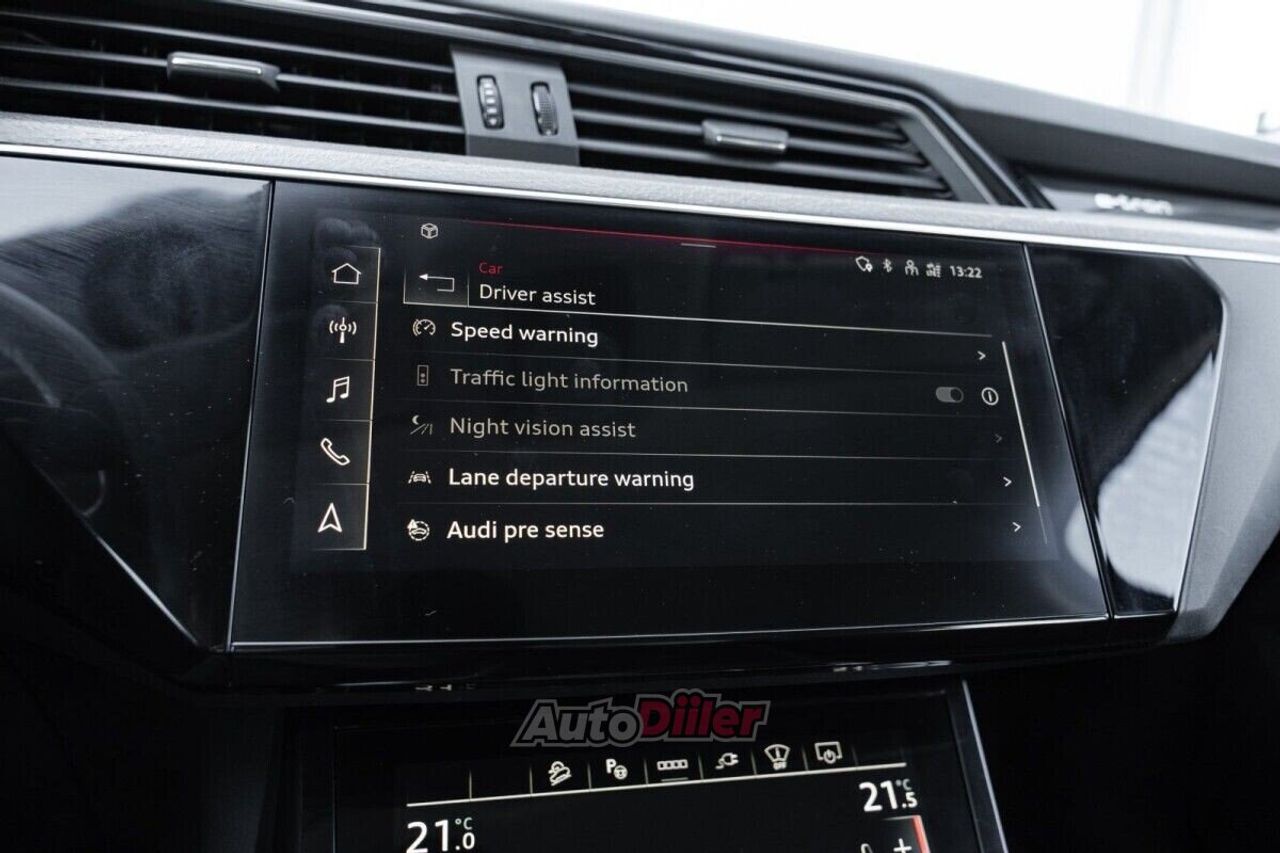 e-tron
13:22
Car
Driver assist
Speed warning
Traffic light information
Night vision assist
Lane departure warning
Audi pre sense
AutoDiiler
P
OFF
21.0 °C
21.5 °C
+